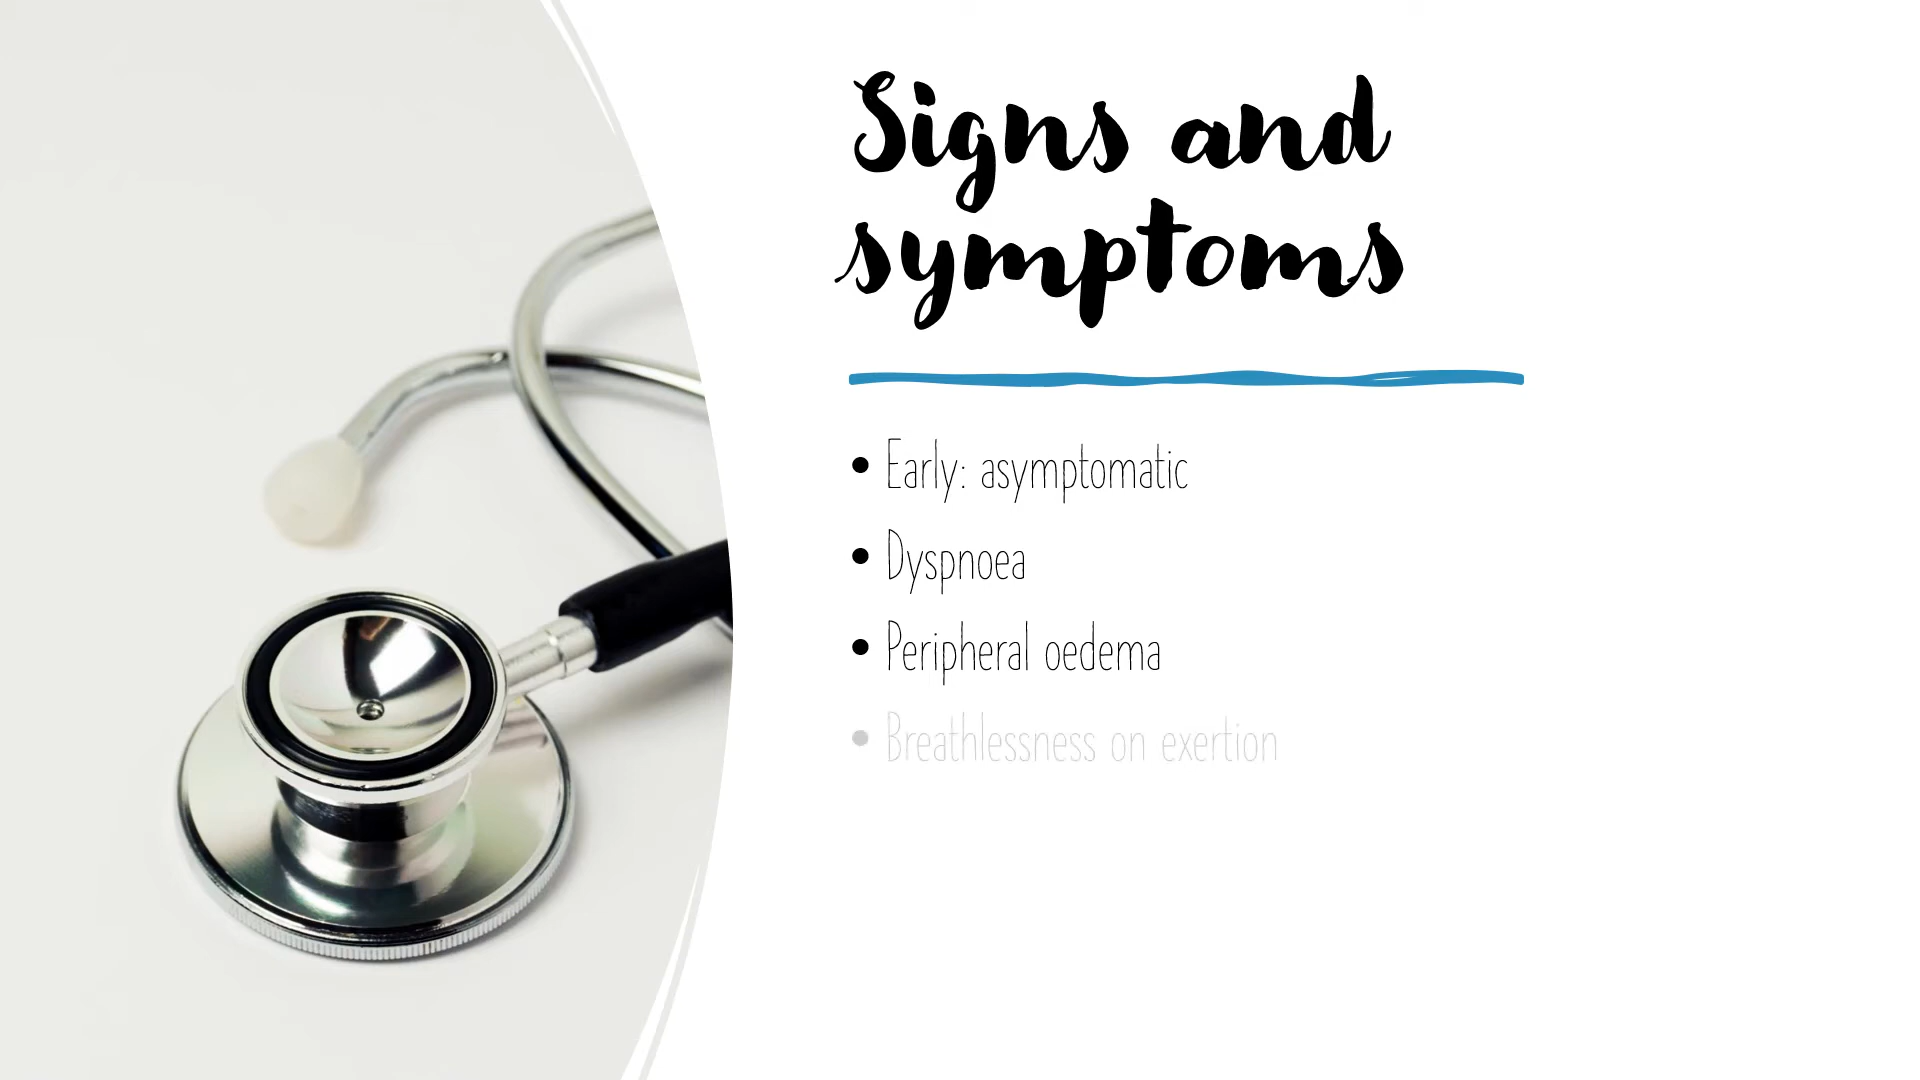 Signs and
symptoms
• Early: asymptomatic
• Dyspnoea
• Peripheral oedema
• Breathlessness on exertion